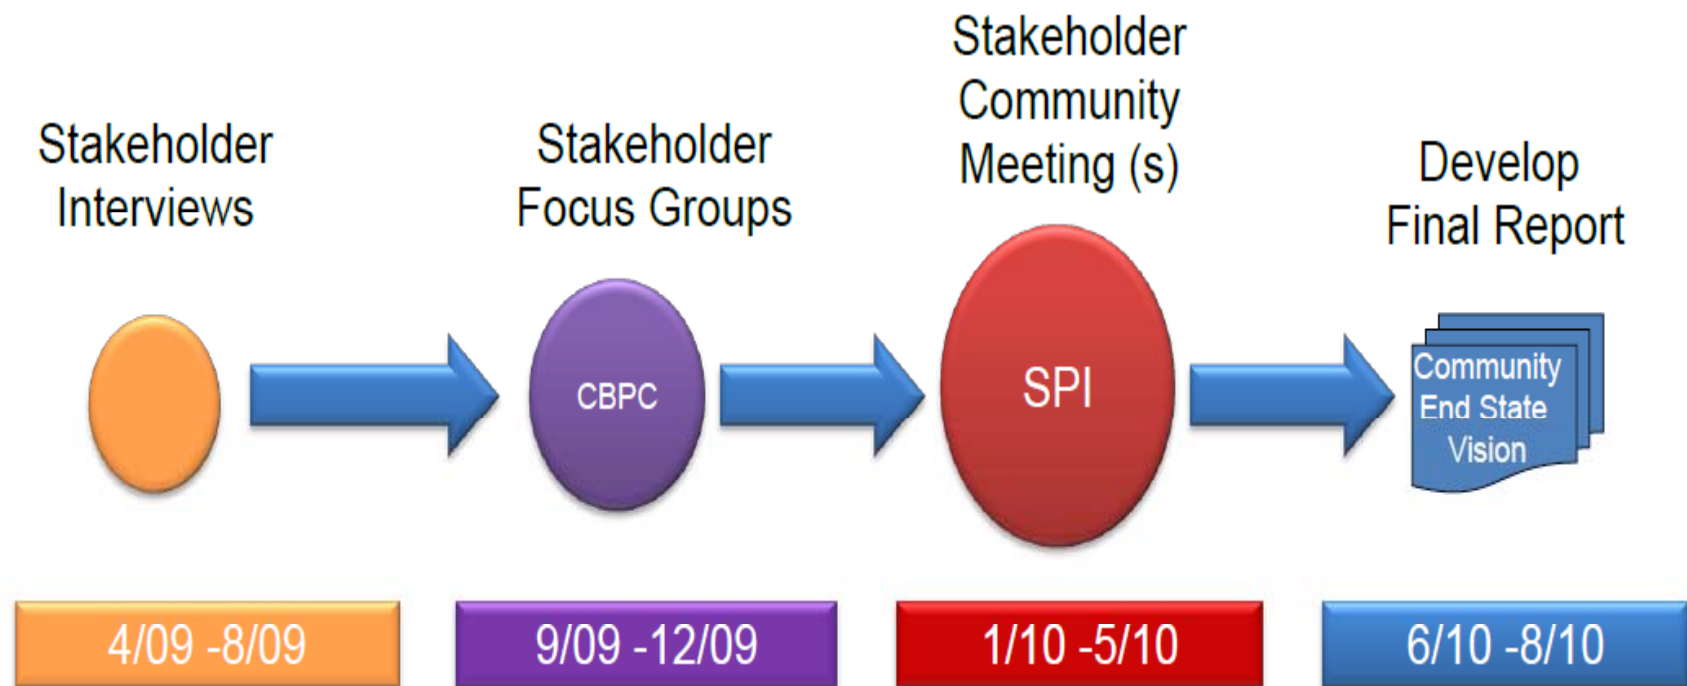 Stakeholder
Interviews
Stakeholder
Focus Groups
Stakeholder
Community
Meeting (s)
Develop
Final Report
CBPC
SPI
Community
End State
Vision
4/09 -8/09
9/09 -12/09
1/10 -5/10
6/10 -8/10